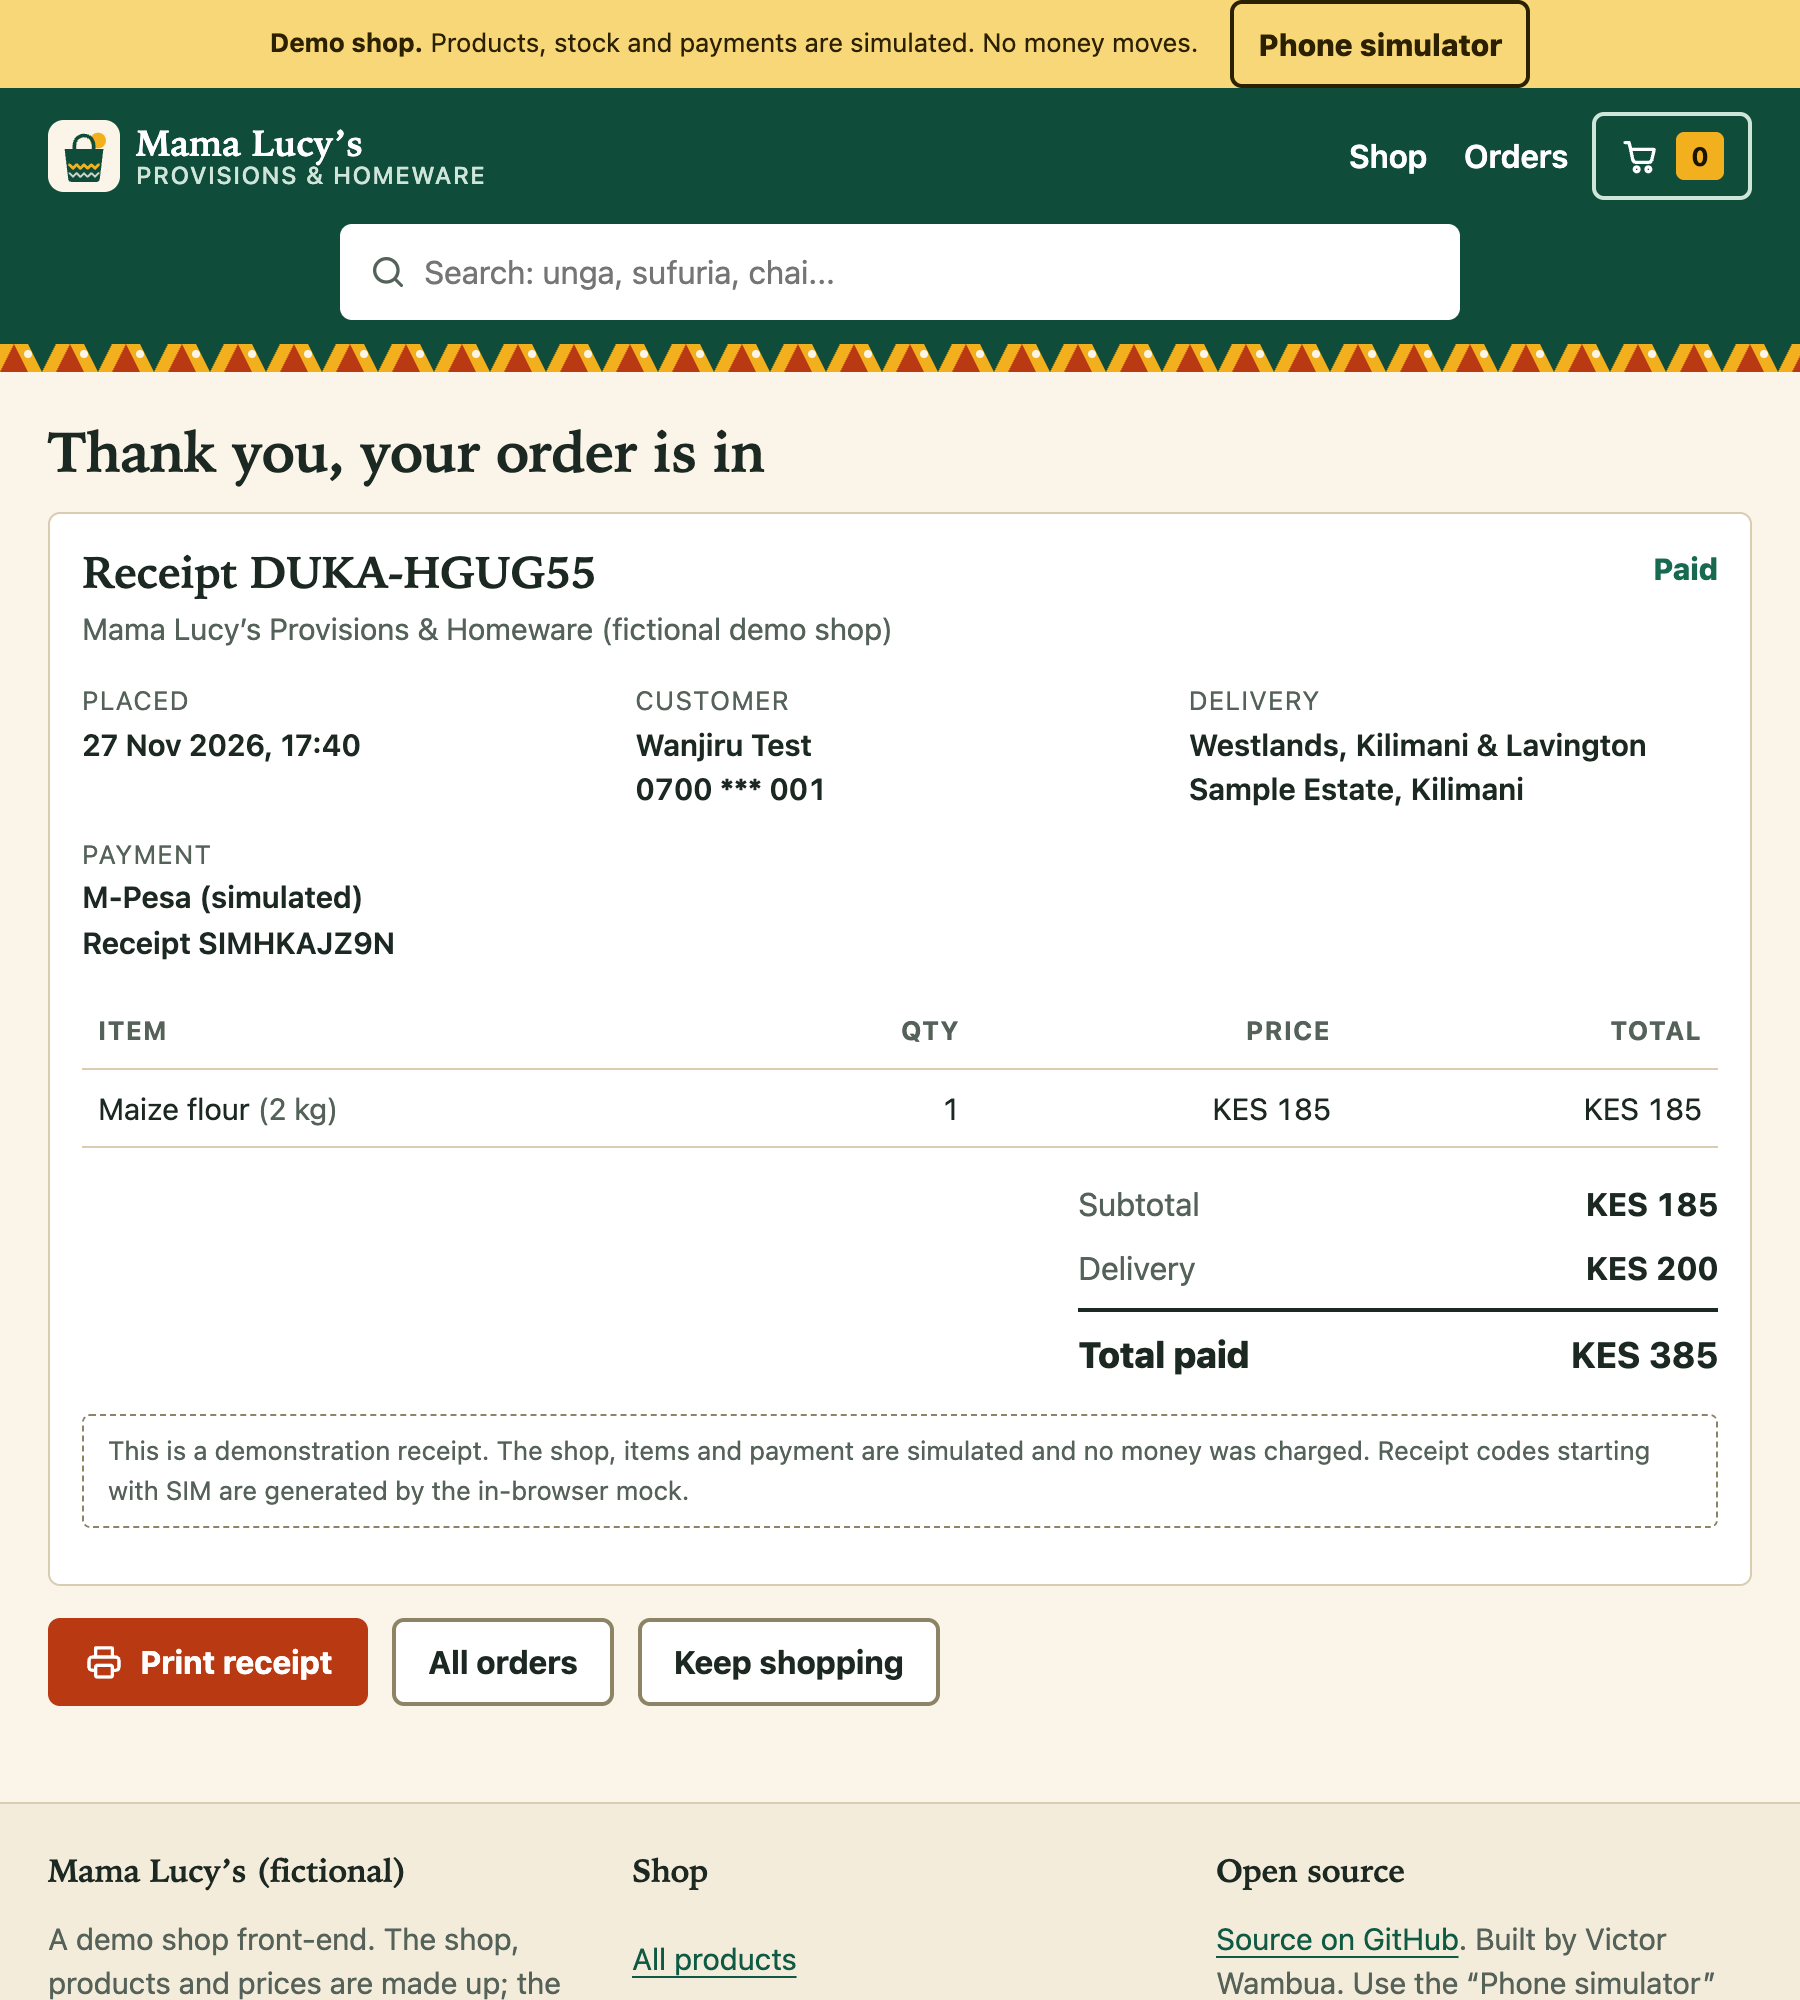 Demo shop. Products, stock and payments are simulated. No money moves.
Phone simulator
Mama Lucy’s
PROVISIONS & HOMEWARE
Shop
Orders
0
Search: unga, sufuria, chai...
Thank you, your order is in
Receipt DUKA-HGUG55
Paid
Mama Lucy’s Provisions & Homeware (fictional demo shop)
PLACED
27 Nov 2026, 17:40
CUSTOMER
Wanjiru Test
0700 *** 001
DELIVERY
Westlands, Kilimani & Lavington
Sample Estate, Kilimani
PAYMENT
M-Pesa (simulated)
Receipt SIMHKAJZ9N
ITEM QTY PRICE TOTAL
Maize flour (2 kg) 1 KES 185 KES 185
Subtotal KES 185
Delivery KES 200
Total paid KES 385
This is a demonstration receipt. The shop, items and payment are simulated and no money was charged. Receipt codes starting
with SIM are generated by the in-browser mock.
Print receipt
All orders
Keep shopping
Mama Lucy’s (fictional)
A demo shop front-end. The shop,
products and prices are made up; the
Shop
All products
Open source
Source on GitHub. Built by Victor
Wambua. Use the “Phone simulator”